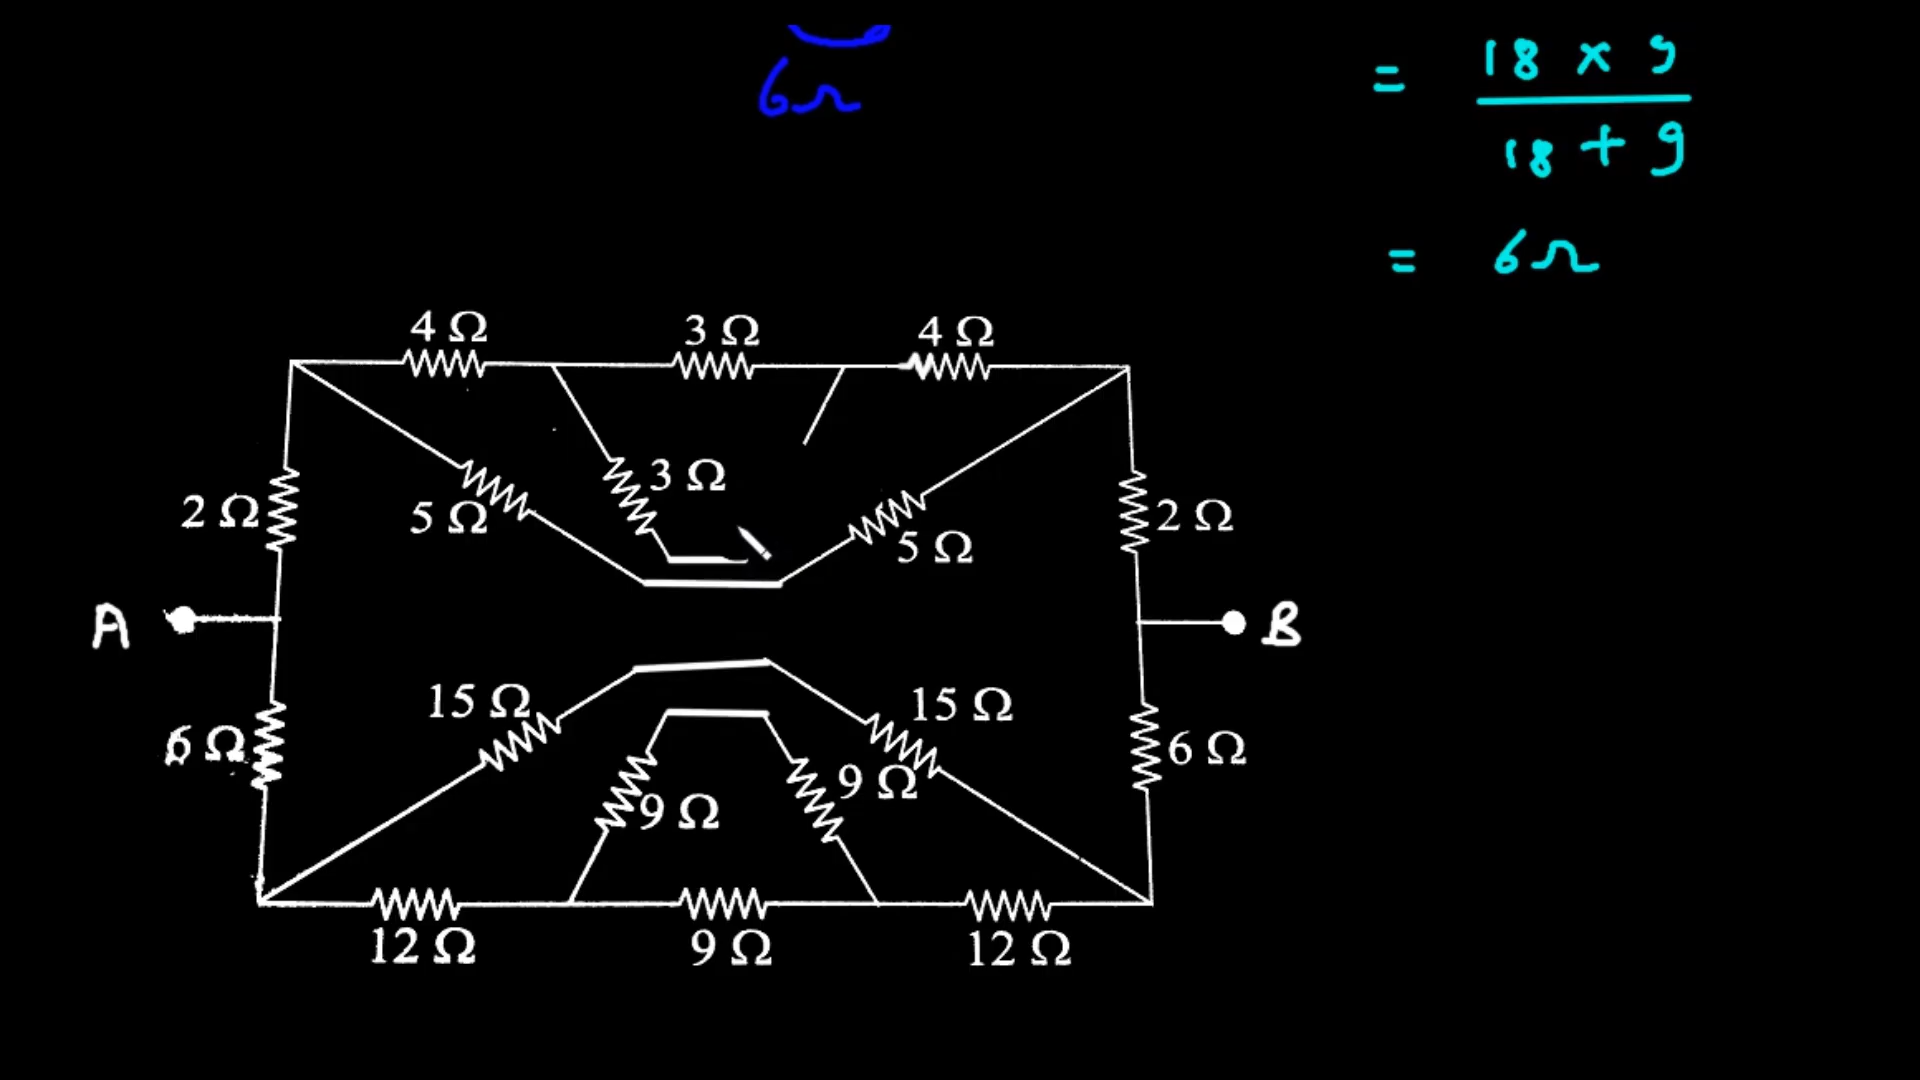 6Ω
= 18 × 9
18 + 9
= 6Ω
4 Ω 3 Ω 4 Ω
3 Ω
2 Ω 5 Ω 5 Ω 2 Ω
A B
15 Ω 15 Ω
6 Ω 9 Ω 9 Ω 6 Ω
12 Ω 9 Ω 12 Ω